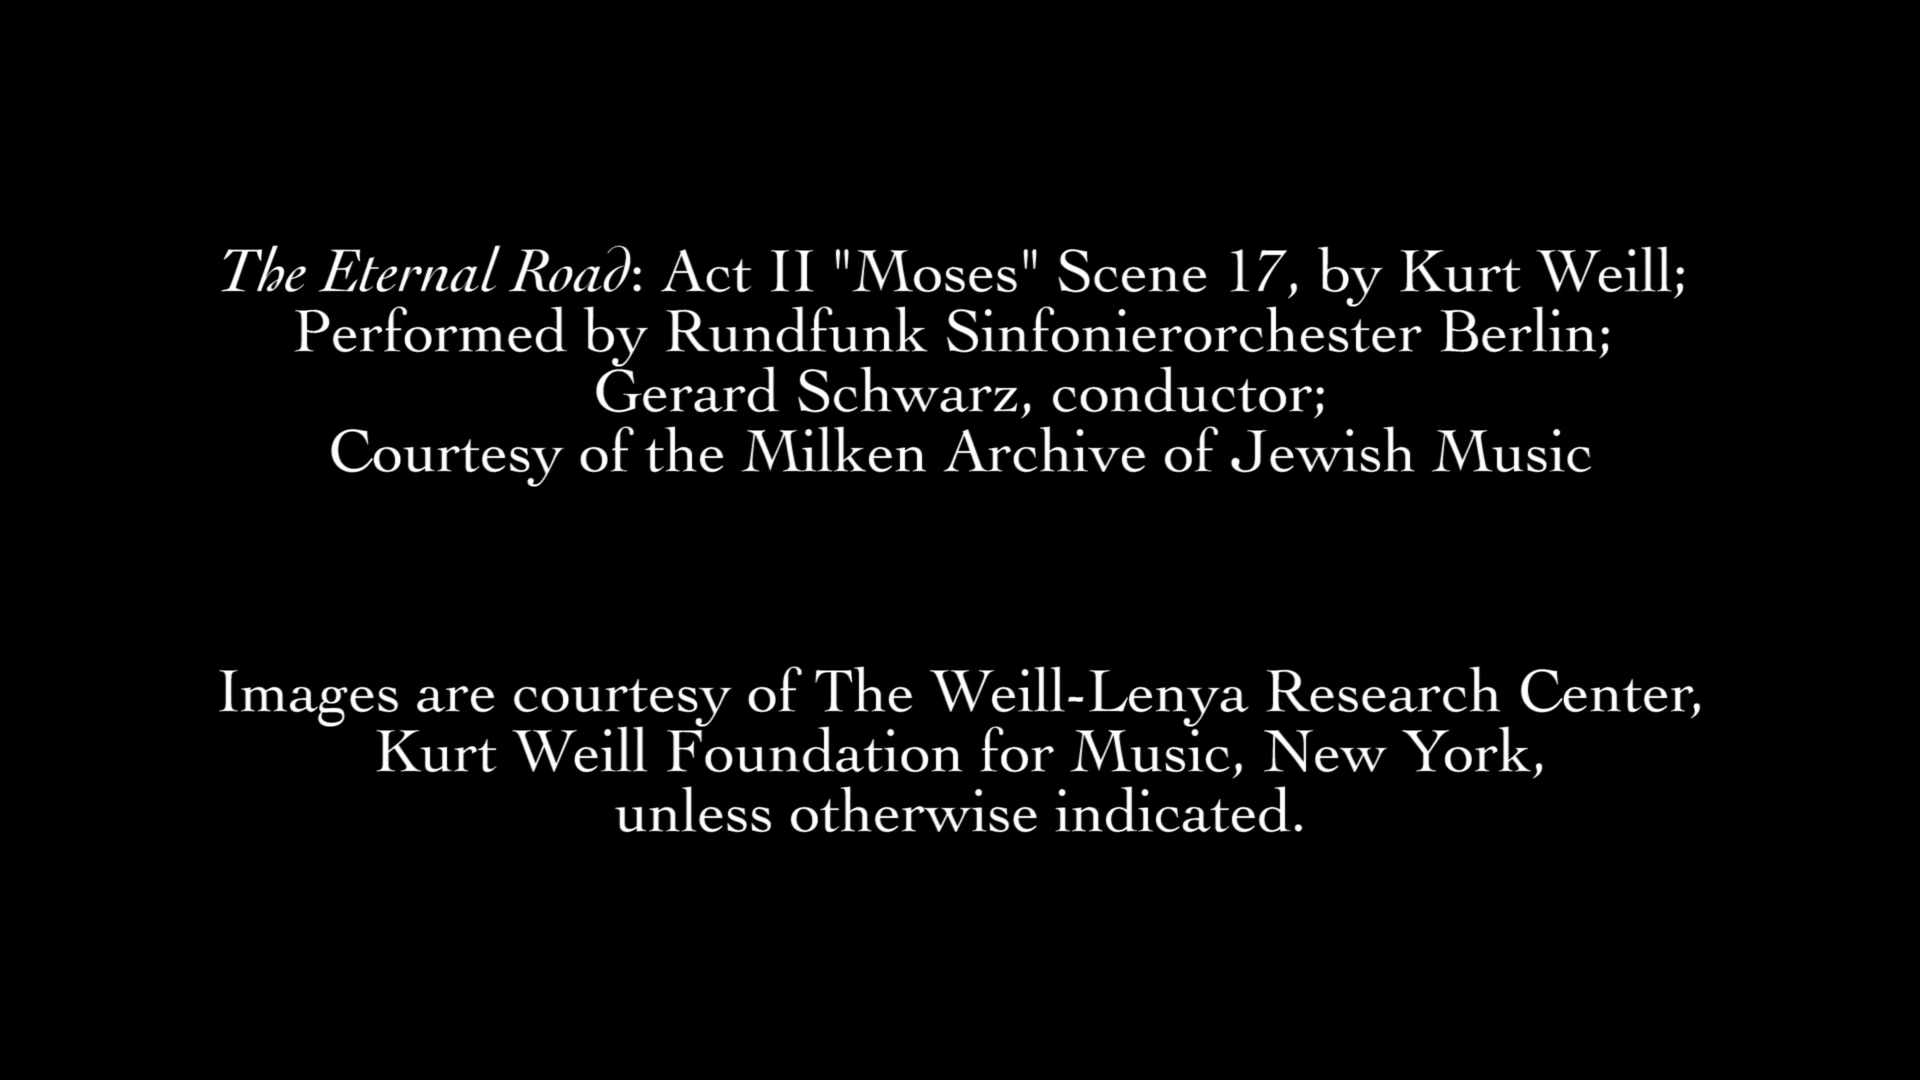 The Eternal Road: Act II "Moses" Scene 17, by Kurt Weill;
Performed by Rundfunk Sinfonierorchester Berlin;
Gerard Schwarz, conductor;
Courtesy of the Milken Archive of Jewish Music
Images are courtesy of The Weill-Lenya Research Center,
Kurt Weill Foundation for Music, New York,
unless otherwise indicated.